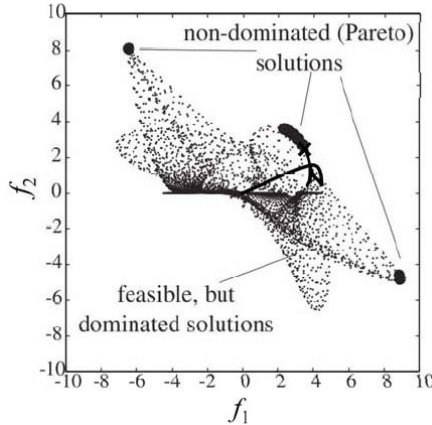 10
8
non-dominated (Pareto)
6
solutions
4
2
f2
0
-2
-4
feasible, but
-6
dominated solutions
-8
-10
-10 -8 -6 -4 -2 0 2 4 6 8 10
f1